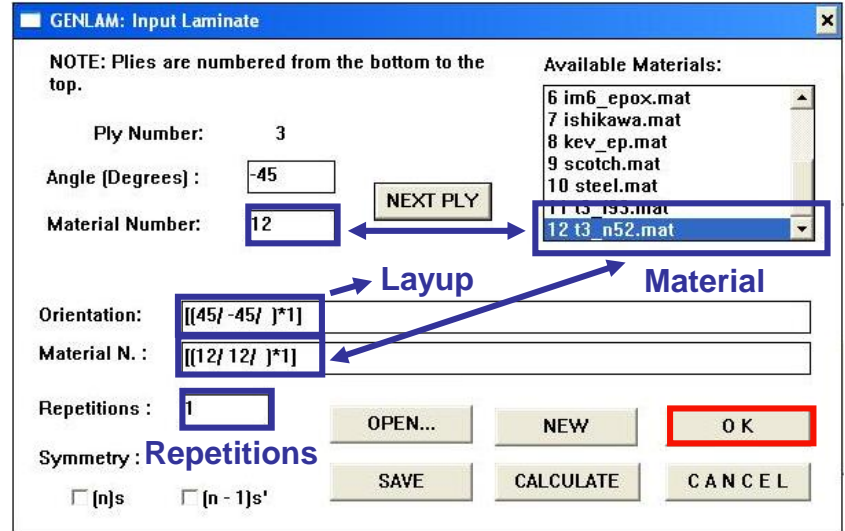 GENLAM: Input Laminate
NOTE: Plies are numbered from the bottom to the
top.
Available Materials:
6 im6_epox.mat
7 ishikawa.mat
8 kev_ep.mat
9 scotch.mat
10 steel.mat
11 t3_f93.mat
12 t3_n52.mat
Ply Number: 3
Angle (Degrees) : -45
NEXT PLY
Material Number: 12
Layup
Material
Orientation: [(45/ -45/ )*1]
Material N. : [(12/ 12/ )*1]
Repetitions : 1
Repetitions
OPEN...
NEW
O K
Symmetry :
SAVE
CALCULATE
C A N C E L
(n)s
(n - 1)s'